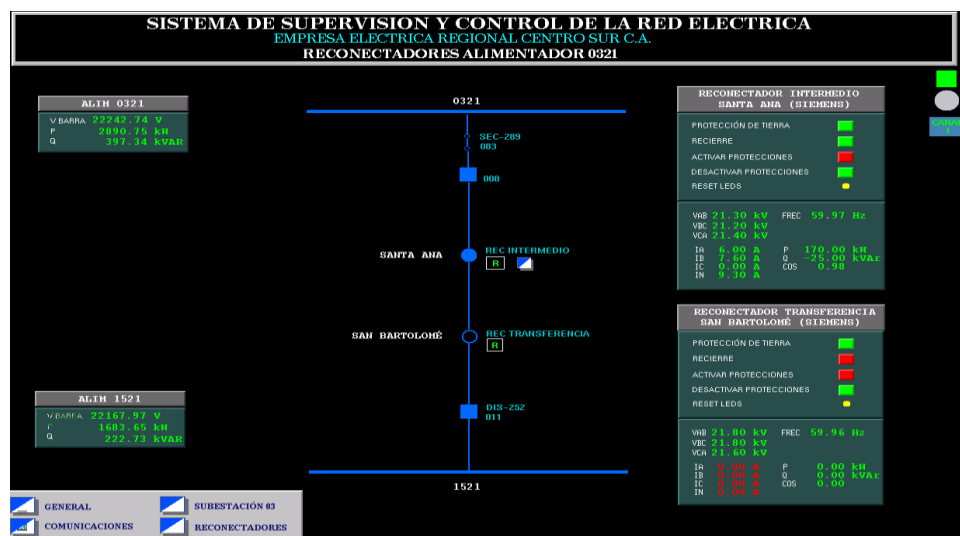 SISTEMA DE SUPERVISION Y CONTROL DE LA RED ELECTRICA
EMPRESA ELECTRICA REGIONAL CENTRO SUR C.A.
RECONECTADORES ALIMENTADOR 0321
ALIM 0321
V BARRA 22242.74 V
P 2890.75 kW
Q 397.34 kVAR
0321
SEC-289
003
008
SANTA ANA
REC INTERMEDIO
R
SAN BARTOLOMÉ
REC TRANSFERENCIA
R
DIS-252
011
1521
ALIM 1521
V BARRA 22167.97 V
P 1683.65 kW
Q 222.73 kVAR
RECONECTADOR INTERMEDIO
SANTA ANA (SIEMENS)
PROTECCIÓN DE TIERRA
RECIERRE
ACTIVAR PROTECCIONES
DESACTIVAR PROTECCIONES
RESET LEDS
VAB 21.30 kV FREC 59.97 Hz
VBC 21.20 kV
VCA 21.40 kV
IA 6.00 A P 170.00 kW
IB 7.60 A Q -25.00 kVAr
IC 0.00 A COS 0.98
IN 9.30 A
RECONECTADOR TRANSFERENCIA
SAN BARTOLOMÉ (SIEMENS)
PROTECCIÓN DE TIERRA
RECIERRE
ACTIVAR PROTECCIONES
DESACTIVAR PROTECCIONES
RESET LEDS
VAB 21.80 kV FREC 59.96 Hz
VBC 21.80 kV
VCA 21.60 kV
IA 0.00 A P 0.00 kW
IB 0.00 A Q 0.00 kVAr
IC 0.00 A COS 0.00
IN 0.00 A
CANAL
1
GENERAL
SUBESTACIÓN 03
COMUNICACIONES
RECONECTADORES